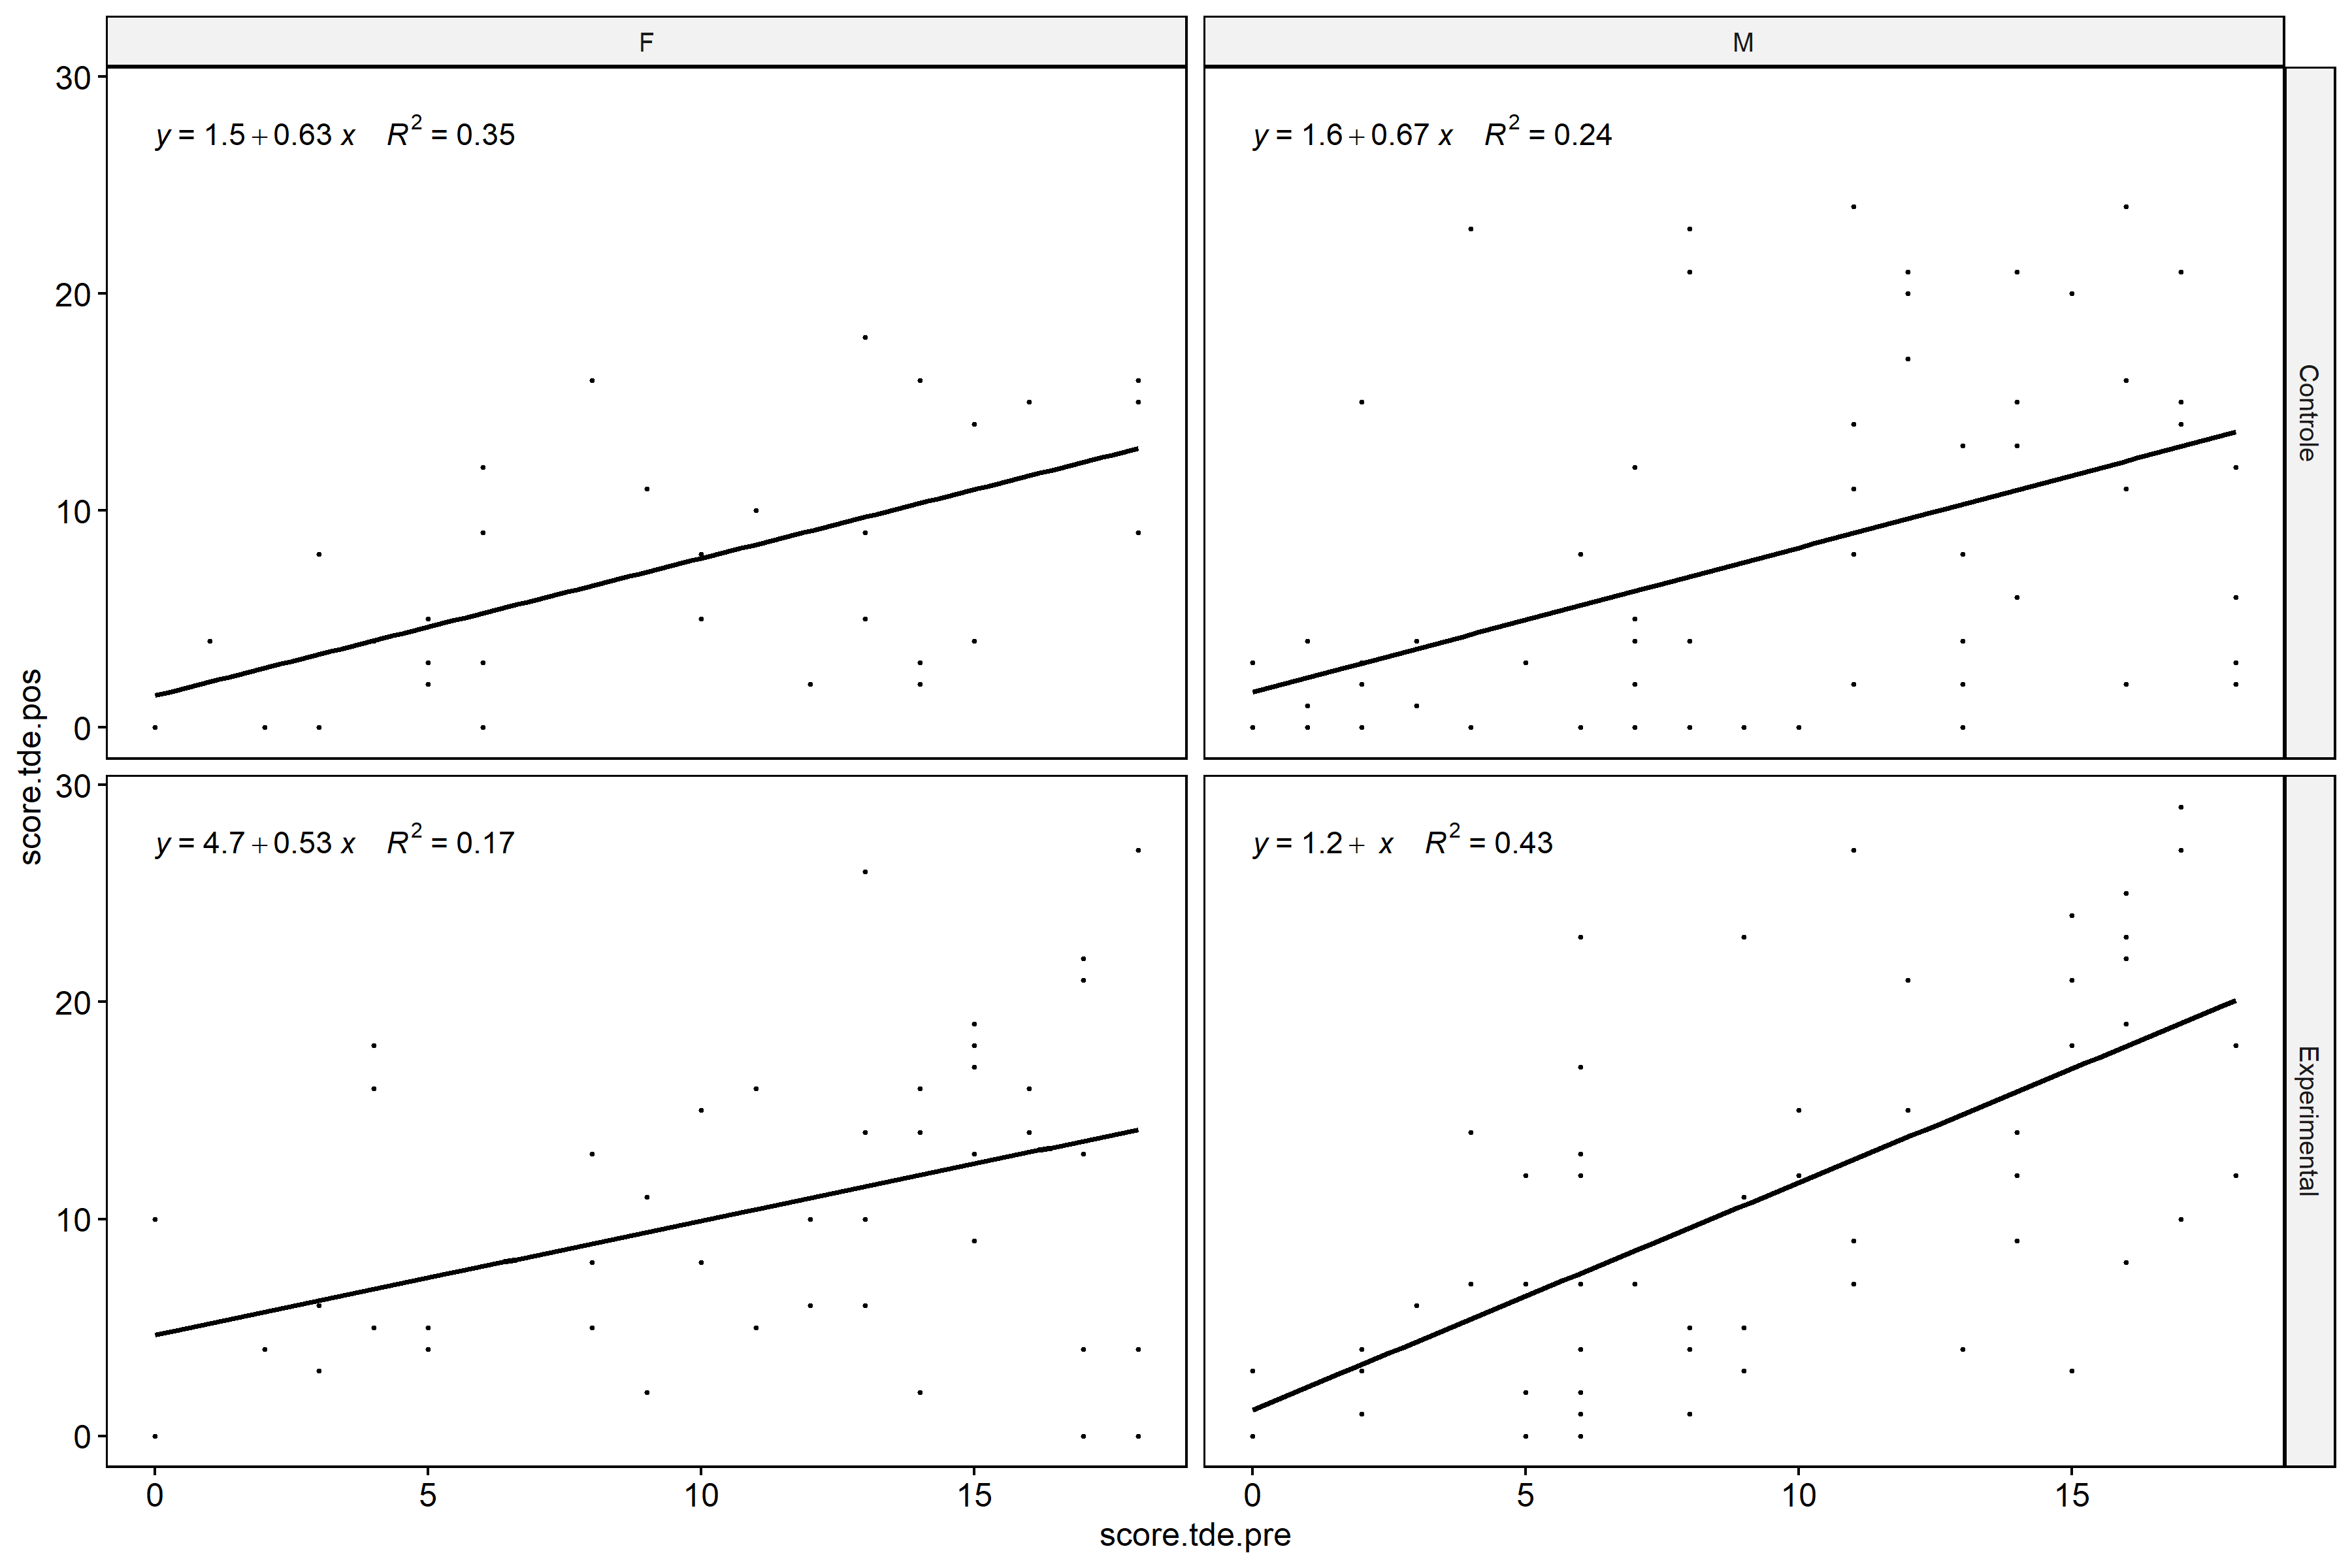 F
M
30
y = 1.5 + 0.63 x R² = 0.35
y = 1.6 + 0.67 x R² = 0.24
20
10
0
Controle
score.tde.pos
30
y = 4.7 + 0.53 x R² = 0.17
y = 1.2 + x R² = 0.43
20
10
0
Experimental
0 5 10 15
0 5 10 15
score.tde.pre